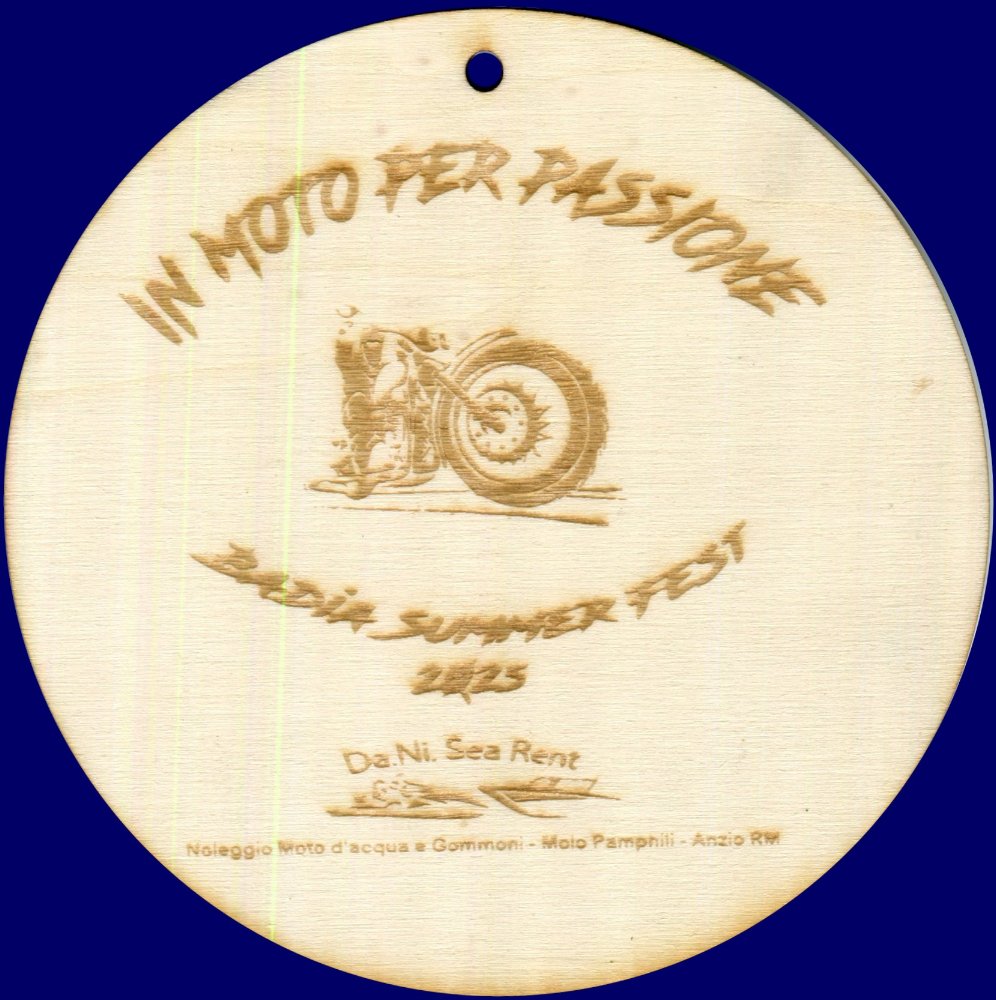 IN MOTO PER PASSIONE
BADiA SUMMER FEST
2025
Da.Ni. Sea Rent
Noleggio Moto d'acqua e Gommoni - Molo Pamphili - Anzio RM